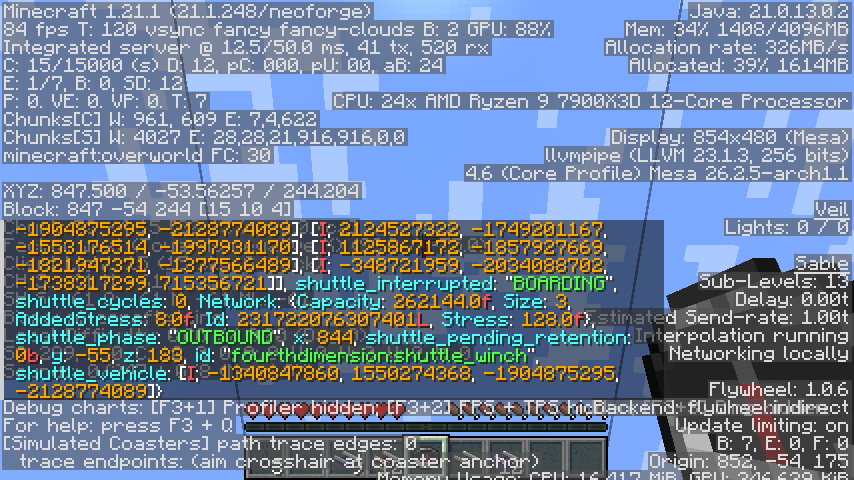 Minecraft 1.21.1 (21.1.248/neoforge)
84 fps T: 120 vsync fancy fancy-clouds B: 2 GPU: 88%
Integrated server @ 12.5/50.0 ms, 41 tx, 520 rx
C: 15/15000 (s) D: 12, pC: 000, pU: 00, aB: 24
E: 1/7, B: 0, SD: 12
P: 0. VE: 0. VP: 0. T: 7
Chunks[C] W: 961, 609 E: 7,4,622
Chunks[S] W: 4027 E: 28,28,21,916,916,0,0
minecraft:overworld FC: 30
XYZ: 847.500 / -53.56257 / 244.204
Block: 847 -54 244 [15 10 4]
Java: 21.0.13.0.2
Mem: 34% 1408/4096MB
Allocation rate: 326MB/s
Allocated: 39% 1614MB
CPU: 24x AMD Ryzen 9 7900X3D 12-Core Processor
Display: 854x480 (Mesa)
llvmpipe (LLVM 23.1.3, 256 bits)
4.6 (Core Profile) Mesa 26.2.5-arch1.1
Veil
Lights: 0 / 0
Sable
Sub-Levels: 13
Delay: 0.00t
Estimated Send-rate: 1.00t
Interpolation running
Networking locally
Flywheel: 1.0.6
Backend: flywheel:indirect
Update limiting: on
B: 7, E: 0, F: 0
Origin: 852, -54, 175
-1904875295, -2128774089], [I; 2124527322, -1749201167,
-1553176514, -1997931170], [I; 1125867172, -1857927669,
-1821947371, -1377566489], [I; -348721959, -2034088702,
-1738317299, 715356721]], shuttle_interrupted: "BOARDING",
shuttle_cycles: 0, Network: {Capacity: 262144.0f, Size: 3,
AddedStress: 8.0f, Id: 231722076307401L, Stress: 128.0f},
shuttle_phase: "OUTBOUND", x: 844, shuttle_pending_retention:
0b, y: -55, z: 183, id: "fourthdimension:shuttle_winch",
shuttle_vehicle: [I; -1340847860, 1550274368, -1904875295,
-2128774089]}
Debug charts: [F3+1] Profiler hidden [F3+2]
For help: press F3 + Q
[Simulated Coasters] path trace edges: 0
trace endpoints: (aim crosshair at coaster anchor)